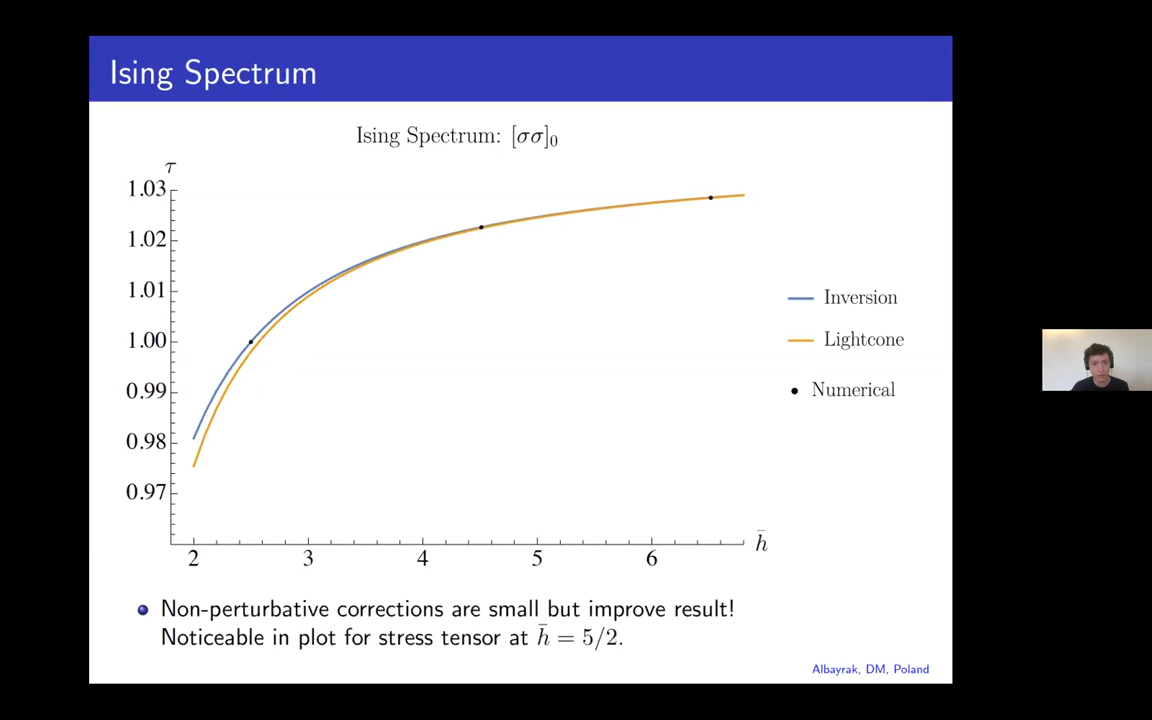 Ising Spectrum
Ising Spectrum: [σσ]₀
τ
1.03
1.02
1.01
1.00
0.99
0.98
0.97
2 3 4 5 6
h̄
Inversion
Lightcone
Numerical
Non-perturbative corrections are small but improve result!
Noticeable in plot for stress tensor at h̄ = 5/2.
Albayrak, DM, Poland